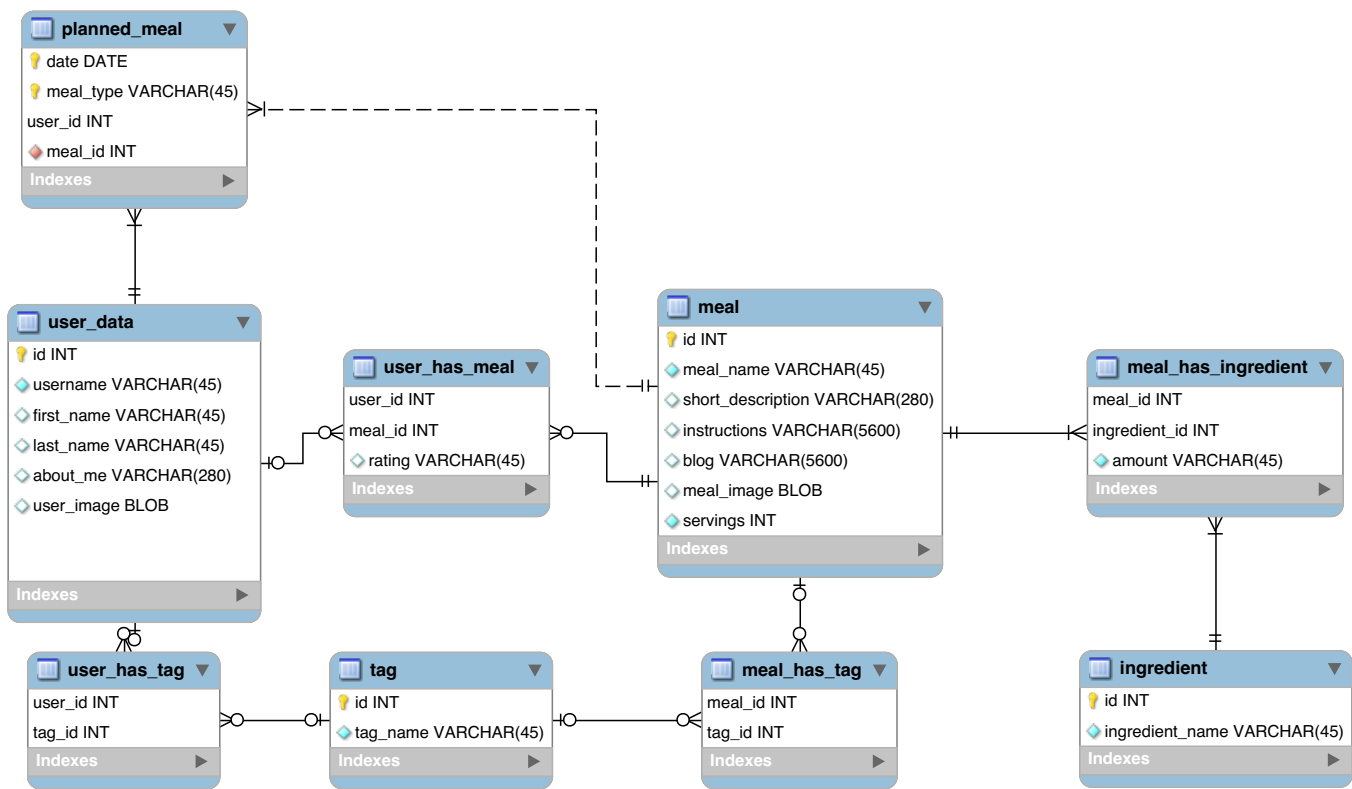 planned_meal
date DATE
meal_type VARCHAR(45)
user_id INT
meal_id INT
Indexes
user_data
id INT
username VARCHAR(45)
first_name VARCHAR(45)
last_name VARCHAR(45)
about_me VARCHAR(280)
user_image BLOB
Indexes
user_has_meal
user_id INT
meal_id INT
rating VARCHAR(45)
Indexes
meal
id INT
meal_name VARCHAR(45)
short_description VARCHAR(280)
instructions VARCHAR(5600)
blog VARCHAR(5600)
meal_image BLOB
servings INT
Indexes
meal_has_ingredient
meal_id INT
ingredient_id INT
amount VARCHAR(45)
Indexes
user_has_tag
user_id INT
tag_id INT
Indexes
tag
id INT
tag_name VARCHAR(45)
Indexes
meal_has_tag
meal_id INT
tag_id INT
Indexes
ingredient
id INT
ingredient_name VARCHAR(45)
Indexes